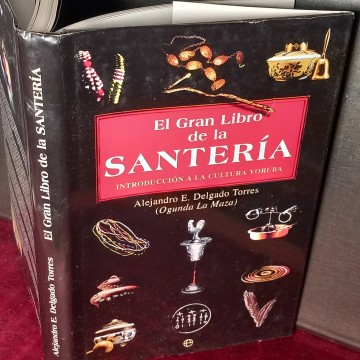 El Gran Libro
de la
SANTERÍA
INTRODUCCIÓN A LA CULTURA YORUBA
Alejandro E. Delgado Torres
(Ogunda La Maza)
El Gran Libro de la SANTERÍA
Alejandro E. Delgado Torres